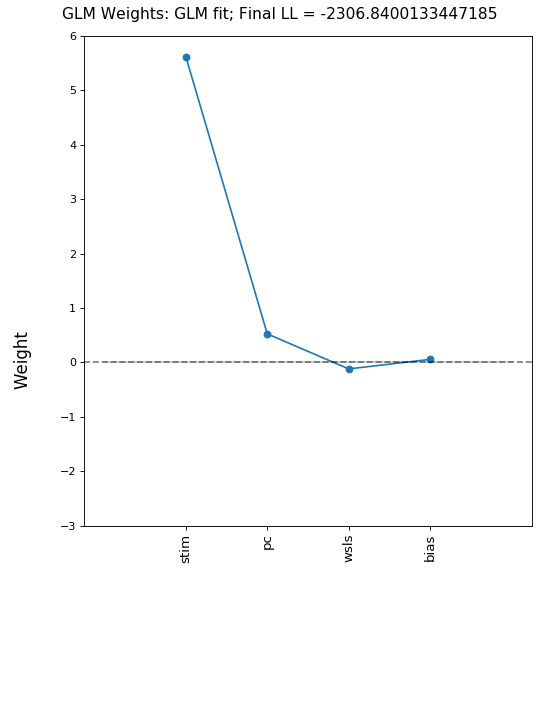 GLM Weights: GLM fit; Final LL = -2306.8400133447185
6
5
4
3
2
1
0
−1
−2
−3
Weight
stim
pc
wsls
bias